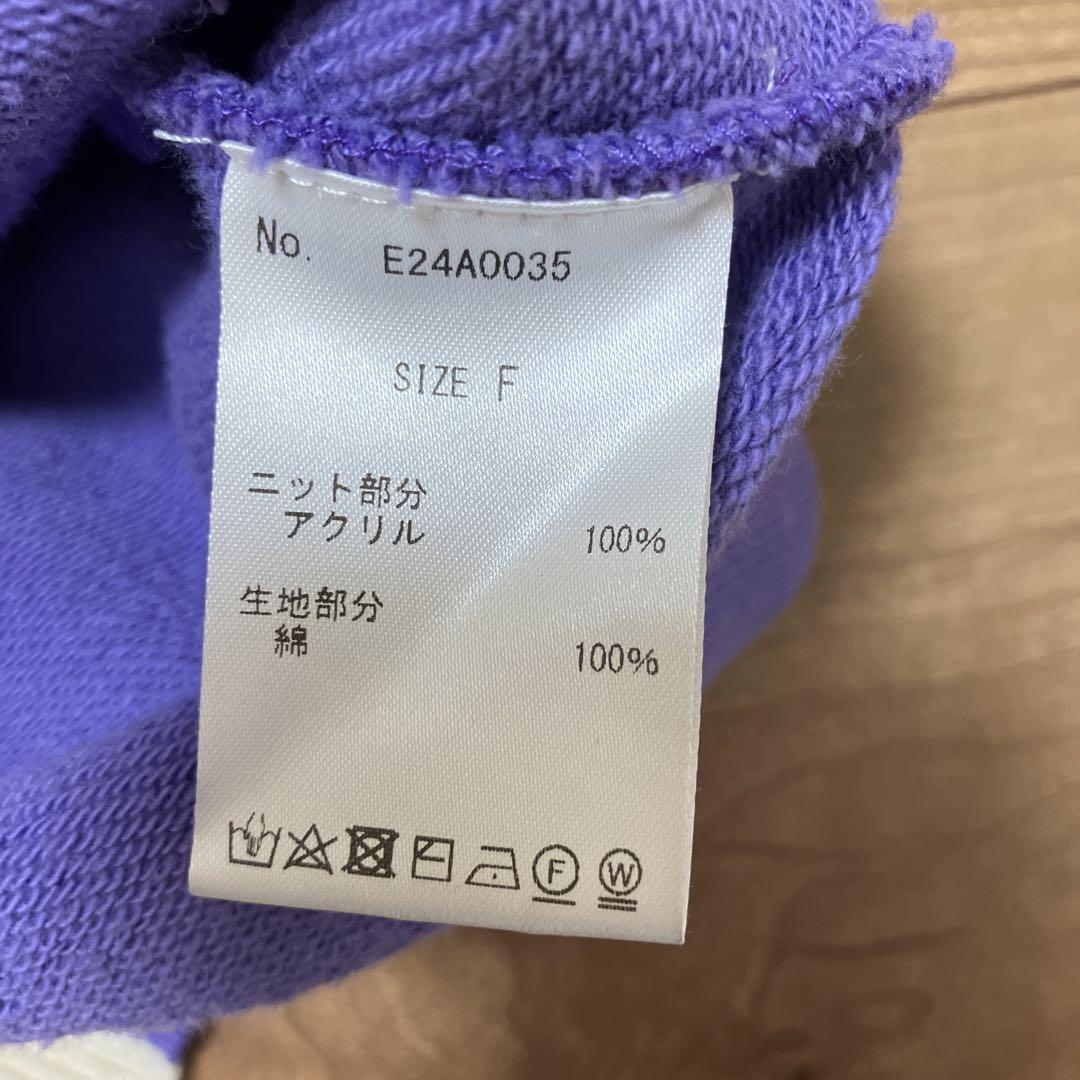 No. E24A0035
SIZE F
ニット部分
アクリル 100%
生地部分
綿 100%
F W